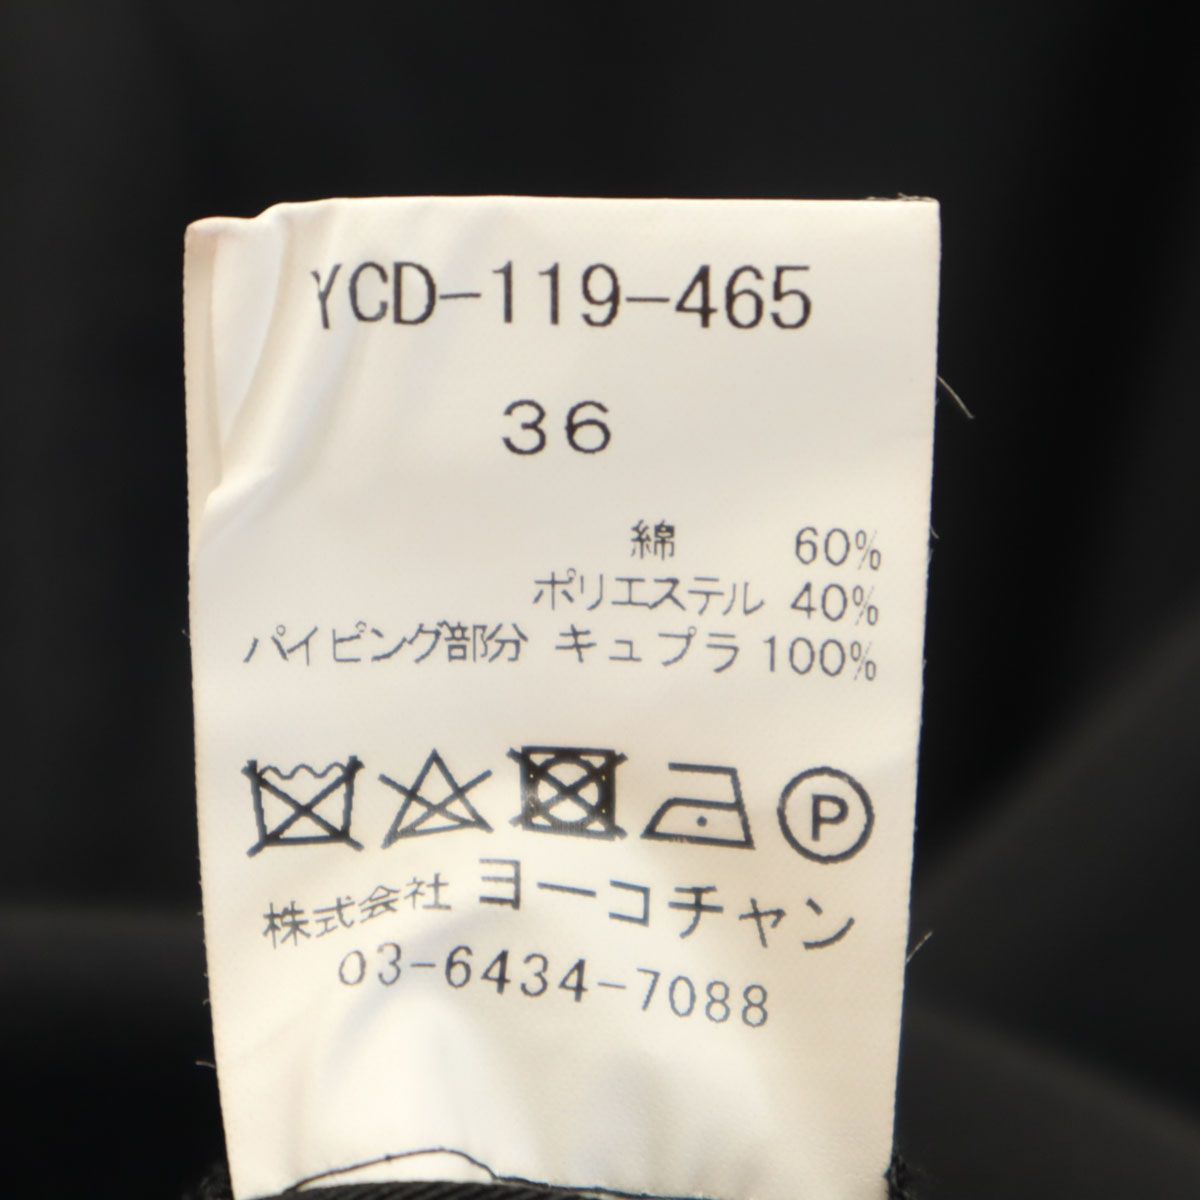 YCD-119-465
36
綿 60%
ポリエステル 40%
パイピング部分 キュプラ 100%
P
株式会社 ヨーコチャン
03-6434-7088